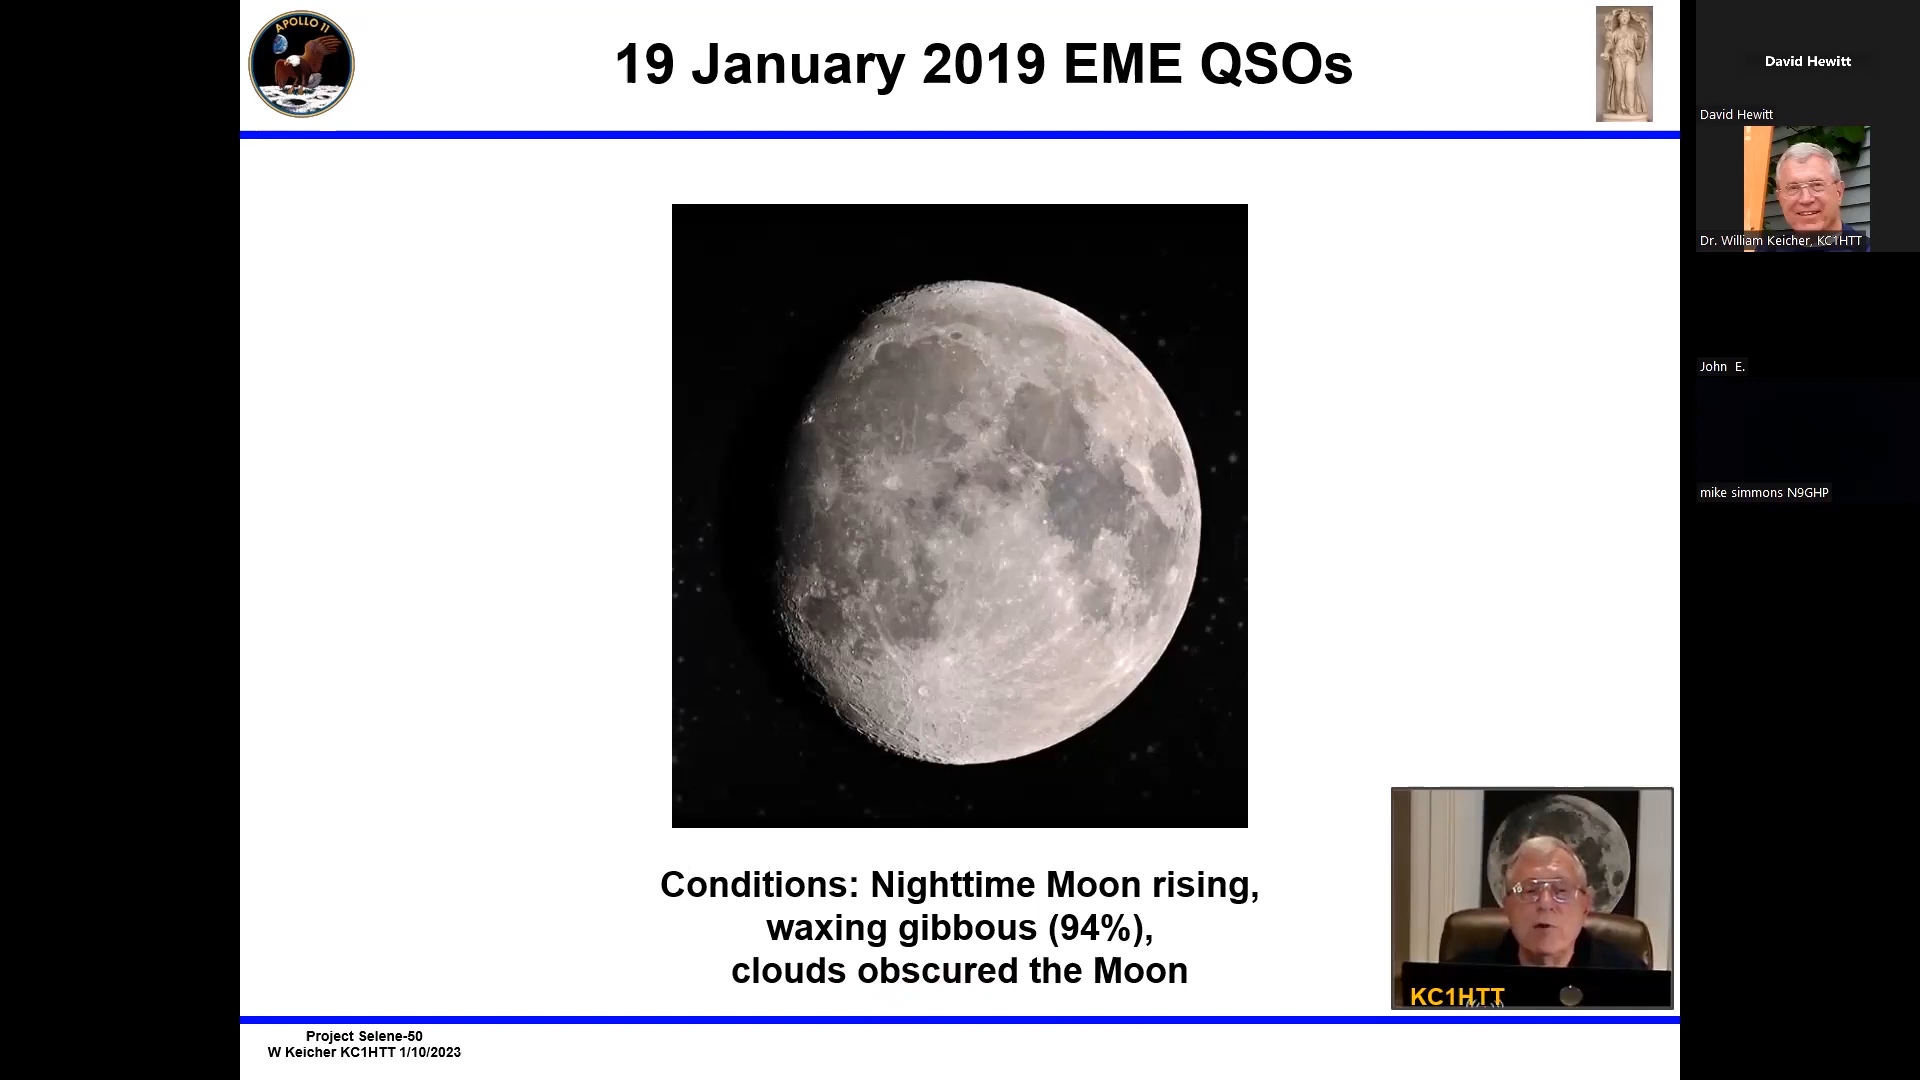 APOLLO 11
19 January 2019 EME QSOs
Conditions: Nighttime Moon rising,
waxing gibbous (94%),
clouds obscured the Moon
KC1HTT
Project Selene-50
W Keicher KC1HTT 1/10/2023
David Hewitt
David Hewitt
Dr. William Keicher, KC1HTT
John E.
mike simmons N9GHP